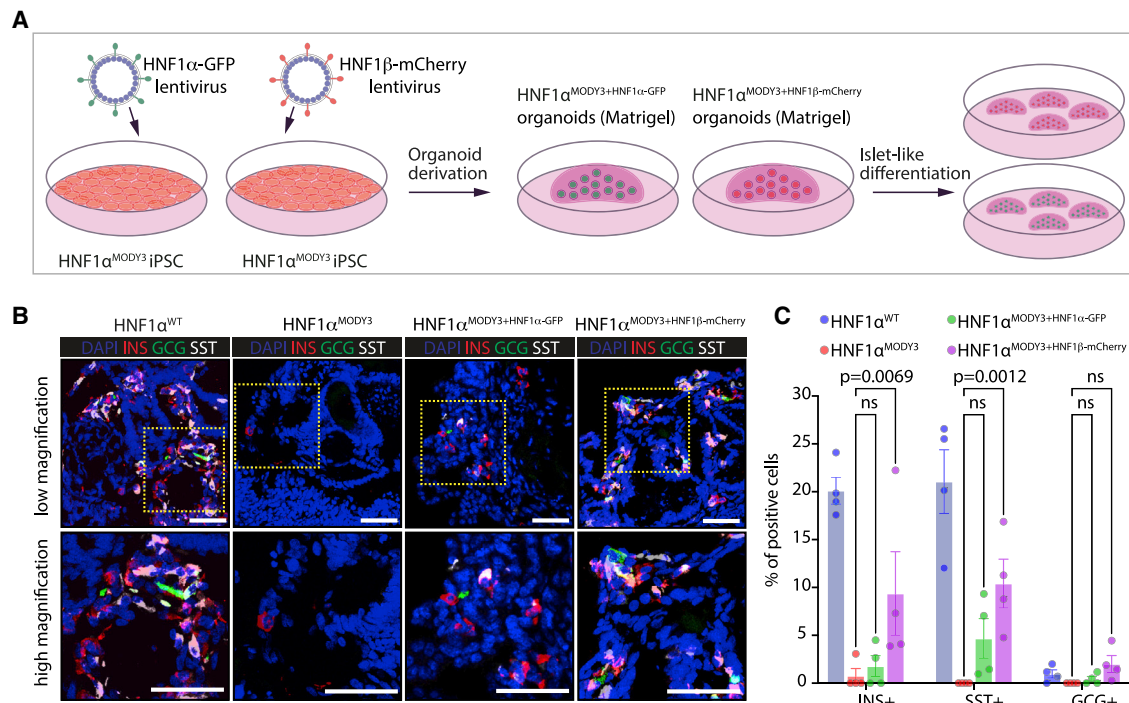 A
HNF1α-GFP
lentivirus
HNF1β-mCherry
lentivirus
HNF1α^MODY3 iPSC
HNF1α^MODY3 iPSC
Organoid
derivation
HNF1α^MODY3+HNF1α-GFP
organoids (Matrigel)
HNF1α^MODY3+HNF1β-mCherry
organoids (Matrigel)
Islet-like
differentiation
B
HNF1α^WT
HNF1α^MODY3
HNF1α^MODY3+HNF1α-GFP
HNF1α^MODY3+HNF1β-mCherry
DAPI INS GCG SST
DAPI INS GCG SST
DAPI INS GCG SST
DAPI INS GCG SST
low magnification
high magnification
C
HNF1α^WT
HNF1α^MODY3+HNF1α-GFP
HNF1α^MODY3
HNF1α^MODY3+HNF1β-mCherry
p=0.0069
p=0.0012
ns
ns
ns
ns
% of positive cells
30
25
20
15
10
5
0
INS+
SST+
GCG+